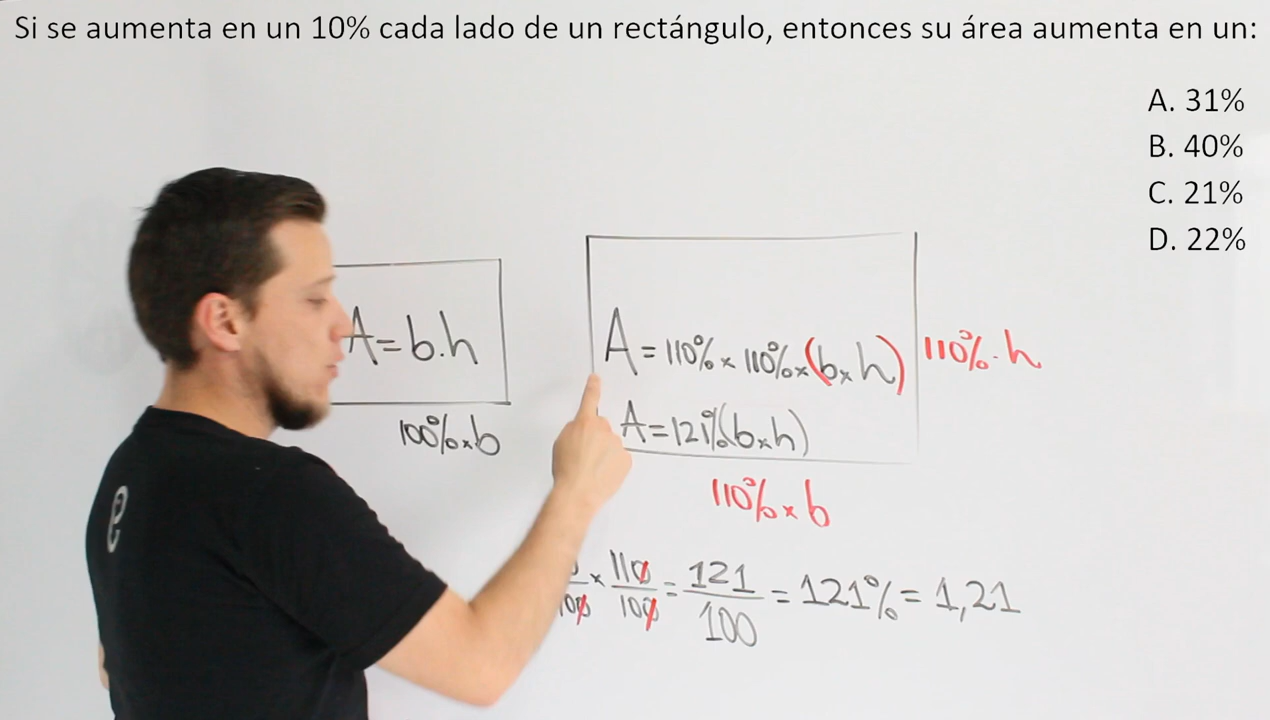 Si se aumenta en un 10% cada lado de un rectángulo, entonces su área aumenta en un:
A. 31%
B. 40%
C. 21%
D. 22%
A=b.h
100%×b
A=110%×110%×(b×h)
110%.h
A=121%(b×h)
110%×b
×110/100=121/100=121%=1,21
e